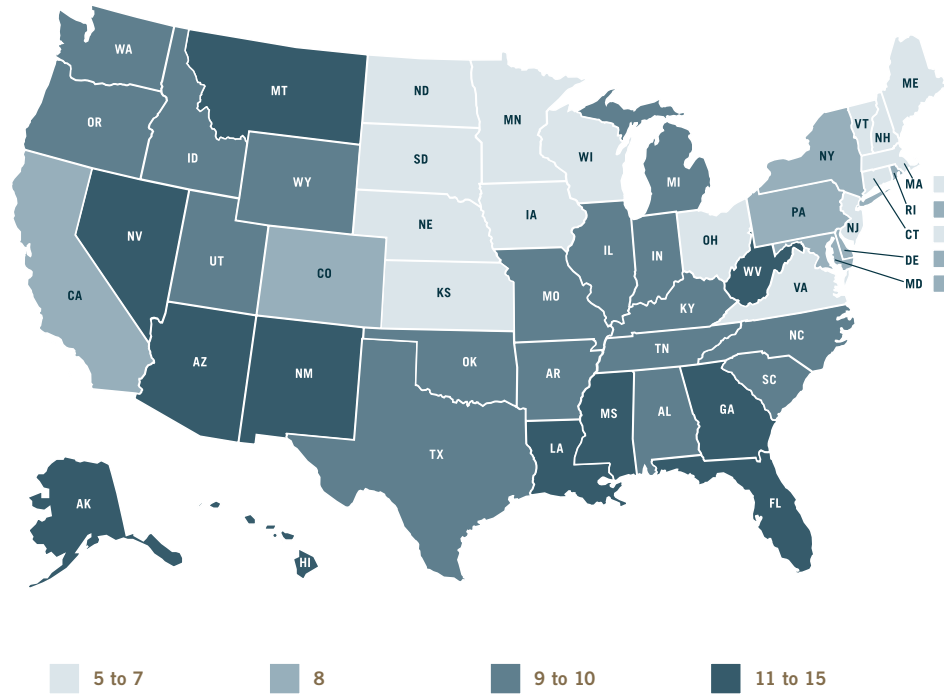 WA
MT
ND
MN
ME
VT
NH
OR
ID
WY
SD
WI
MI
NY
MA
RI
CT
DE
MD
NV
UT
CO
NE
IA
IL
IN
OH
PA
NJ
CA
KS
MO
KY
WV
VA
AZ
NM
OK
AR
TN
NC
SC
TX
LA
MS
AL
GA
FL
AK
HI
5 to 7
8
9 to 10
11 to 15